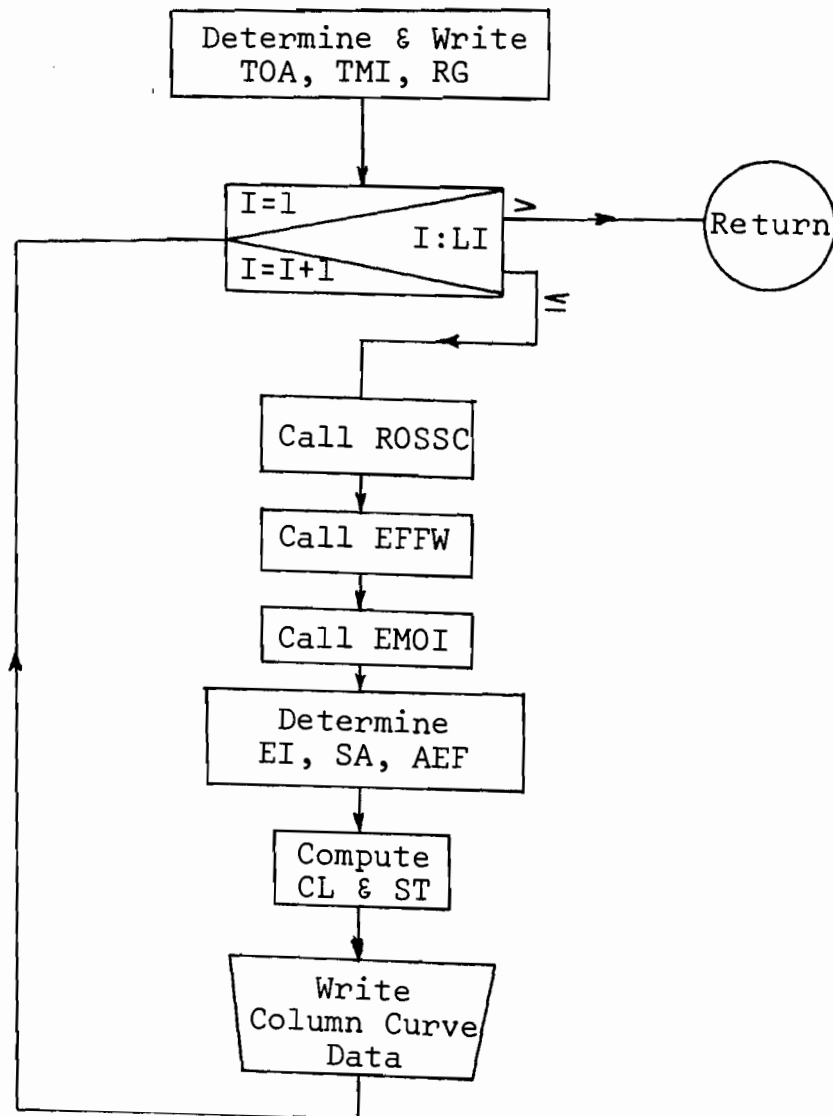 Determine & Write
TOA, TMI, RG
I=1
I:LI
I=I+1
>
≤
Return
Call ROSSC
Call EFFW
Call EMOI
Determine
EI, SA, AEF
Compute
CL & ST
Write
Column Curve
Data